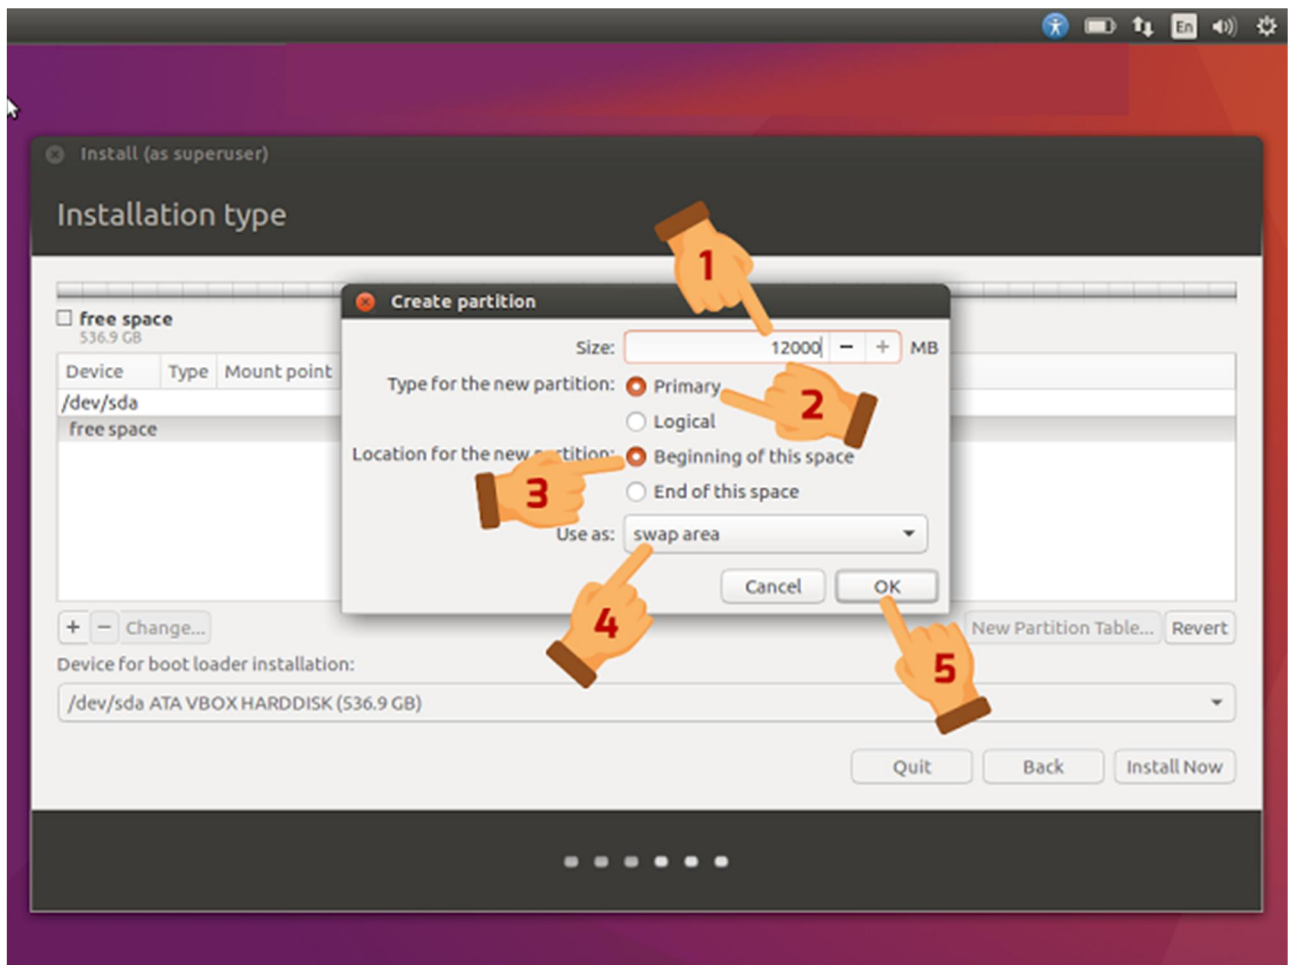 En
Install (as superuser)
Installation type
1
Create partition
free space
536.9 GB
Size: 12000 − + MB
Device Type Mount point
Type for the new partition: Primary
2
/dev/sda
Logical
free space
Location for the new partition: Beginning of this space
3
End of this space
Use as: swap area
Cancel OK
4
+ − Change... New Partition Table... Revert
Device for boot loader installation:
5
/dev/sda ATA VBOX HARDDISK (536.9 GB)
Quit Back Install Now